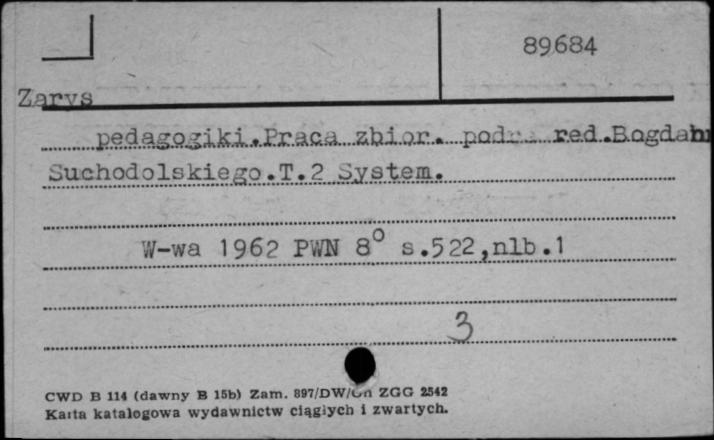 89684
Zarys
pedagogiki.Praca zbior. pod red.Bogdana
Suchodolskiego.T.2 System.
W-wa 1962 PWN 8° s.522,nlb.1
3
CWD B 114 (dawny B 15b) Zam. 897/DW/ ZGG 2542
Karta katalogowa wydawnictw ciągłych i zwartych.